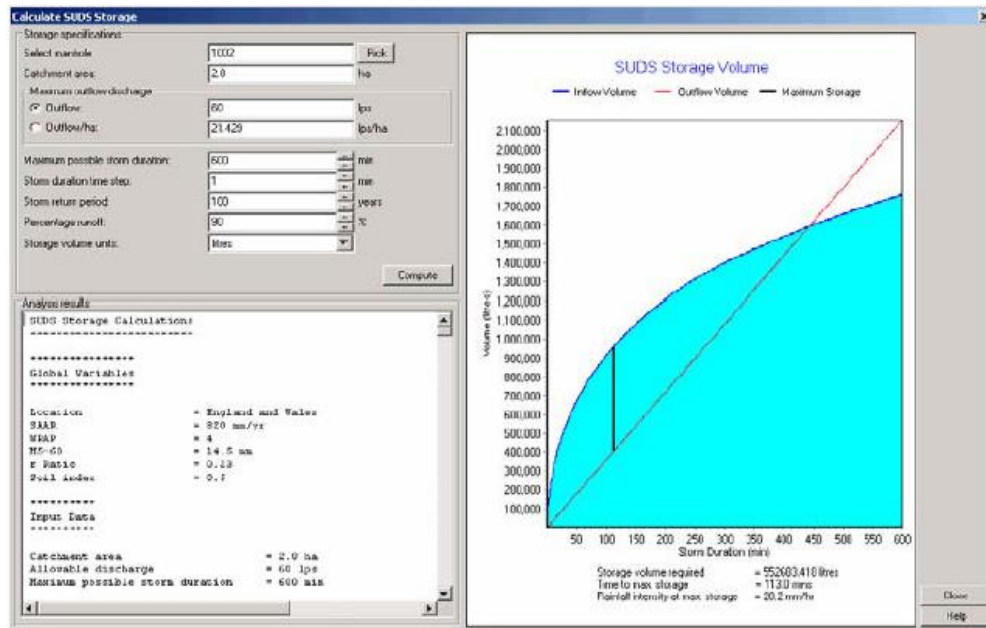 Calculate SUDS Storage
Storage specifications
Select manhole 1002 Pick
Catchment area: 2.8 ha
Maximum outflow discharge
Outflow: 60 lps
Outflow/ha: 21.429 lps/ha
Maximum possible storm duration: 600 min
Storm duration time step: 1 min
Storm return period: 100 years
Percentage runoff: 90 %
Storage volume units: litres
Compute
Analysis results
SUDS Storage Calculations
-------------------------
****************
Global Variables
****************
Location = England and Wales
SAAR = 820 mm/yr
WRAP = 4
M5-60 = 14.5 mm
r Ratio =
Soil index =
**********
Input Data
**********
Catchment area = 2.8 ha
Allowable discharge = 60 lps
Maximum possible storm duration = 600 min
SUDS Storage Volume
Inflow Volume Outflow Volume Maximum Storage
Volume (litre-s)
2,100,000
2,000,000
1,900,000
1,800,000
1,700,000
1,600,000
1,500,000
1,400,000
1,300,000
1,200,000
1,100,000
1,000,000
900,000
800,000
700,000
600,000
500,000
400,000
300,000
200,000
100,000
50 100 150 200 250 300 350 400 450 500 550 600
Storm Duration (min)
Storage volume required = 552683.418 litres
Time to max. storage = 113.0 mins
Rainfall intensity at max. storage = 20.2 mm/hr
Close
Help